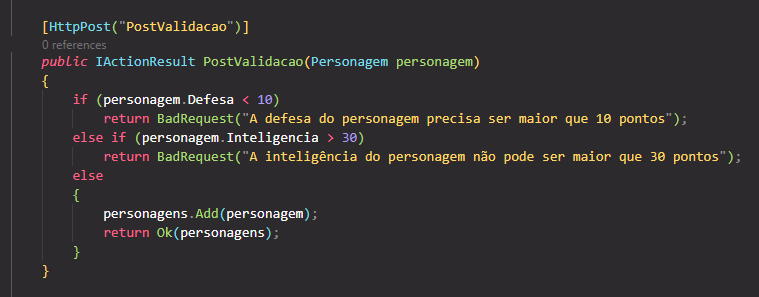 [HttpPost("PostValidacao")]
0 references
public IActionResult PostValidacao(Personagem personagem)
{
if (personagem.Defesa < 10)
return BadRequest("A defesa do personagem precisa ser maior que 10 pontos");
else if (personagem.Inteligencia > 30)
return BadRequest("A inteligência do personagem não pode ser maior que 30 pontos");
else
{
personagens.Add(personagem);
return Ok(personagens);
}
}